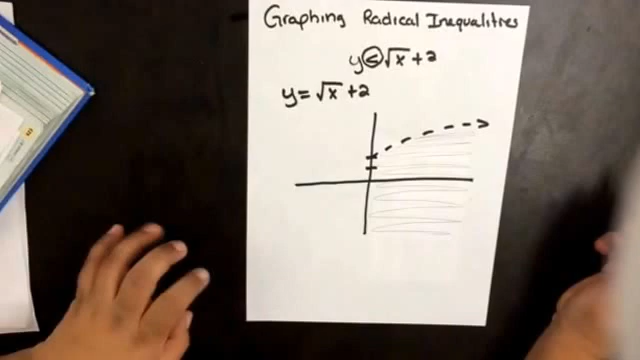 Graphing Radical Inequalities
y < √x + 2
y = √x + 2